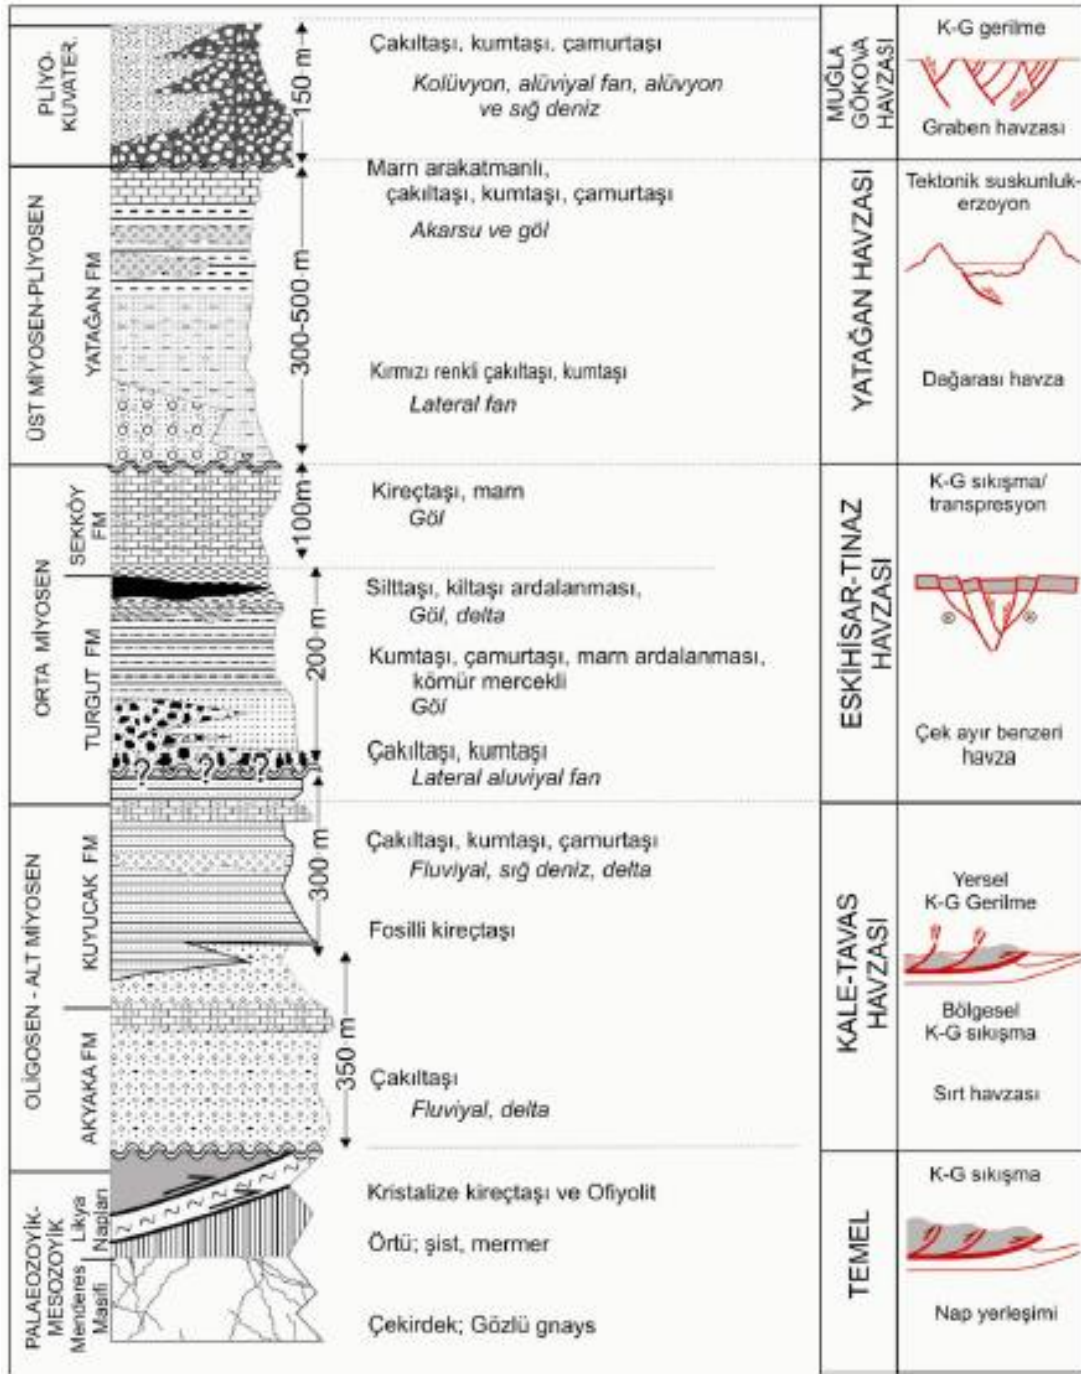 PLİYO-
KUVATER.
150 m
Çakıltaşı, kumtaşı, çamurtaşı
Kolüvyon, alüviyal fan, alüvyon
ve sığ deniz
MUĞLA
GÖKOVA
HAVZASI
K-G gerilme
Graben havzası
ÜST MİYOSEN-PLİYOSEN
YATAĞAN FM
300-500 m
Marn arakatmanlı,
çakıltaşı, kumtaşı, çamurtaşı
Akarsu ve göl
Kırmızı renkli çakıltaşı, kumtaşı
Lateral fan
YATAĞAN HAVZASI
Tektonik suskunluk-
erzoyon
Dağarası havza
ORTA MİYOSEN
SEKKÖY
FM
100m
Kireçtaşı, marn
Göl
TURGUT FM
200 m
Silttaşı, kiltaşı ardalanması,
Göl, delta
Kumtaşı, çamurtaşı, marn ardalanması,
kömür mercekli
Göl
Çakıltaşı, kumtaşı
Lateral aluviyal fan
? ? ?
ESKİHİSAR-TINAZ
HAVZASI
K-G sıkışma/
transpresyon
Çek ayır benzeri
havza
OLİGOSEN - ALT MİYOSEN
KUYUCAK FM
300 m
Çakıltaşı, kumtaşı, çamurtaşı
Fluviyal, sığ deniz, delta
Fosilli kireçtaşı
AKYAKA FM
350 m
Çakıltaşı
Fluviyal, delta
KALE-TAVAS
HAVZASI
Yersel
K-G Gerilme
Bölgesel
K-G sıkışma
Sırt havzası
PALAEOZOYİK-
MESOZOYİK
Likya
Napları
Menderes
Masifi
Kristalize kireçtaşı ve Ofiyolit
Örtü; şist, mermer
Çekirdek; Gözlü gnays
TEMEL
K-G sıkışma
Nap yerleşimi